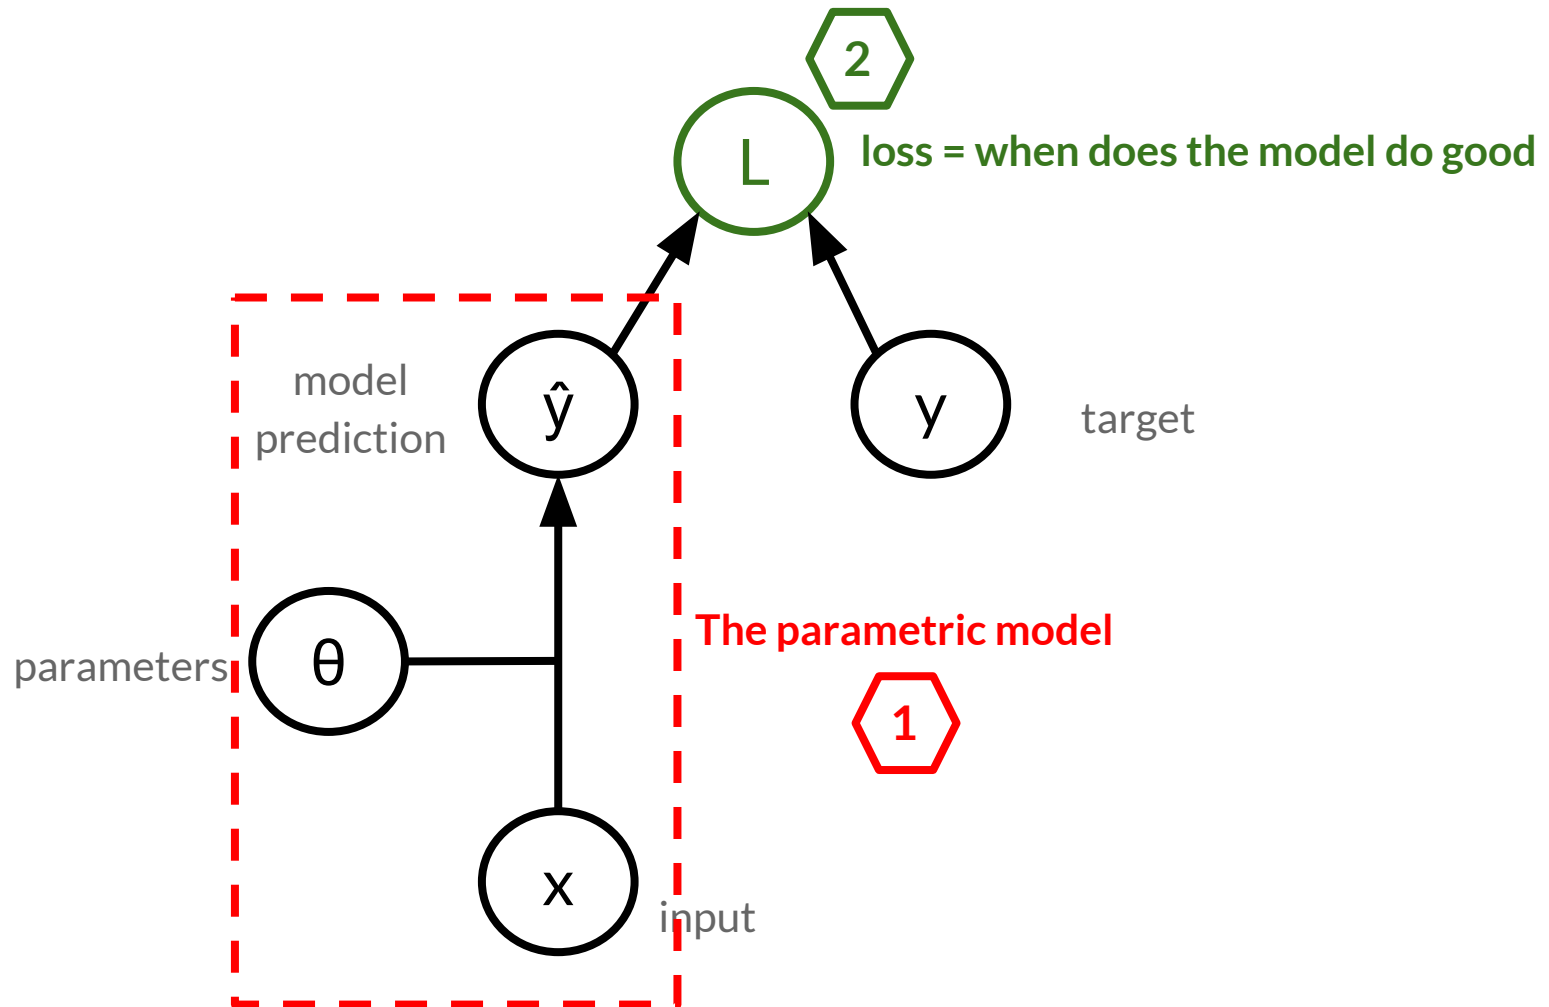 2
L
loss = when does the model do good
model
prediction
ŷ
y
target
parameters
θ
The parametric model
1
x
input